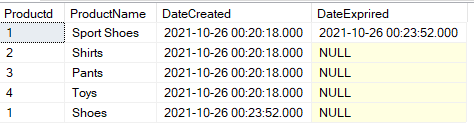 Productd ProductName DateCreated DateExprired
1 Sport Shoes 2021-10-26 00:20:18.000 2021-10-26 00:23:52.000
2 Shirts 2021-10-26 00:20:18.000 NULL
3 Pants 2021-10-26 00:20:18.000 NULL
4 Toys 2021-10-26 00:20:18.000 NULL
1 Shoes 2021-10-26 00:23:52.000 NULL